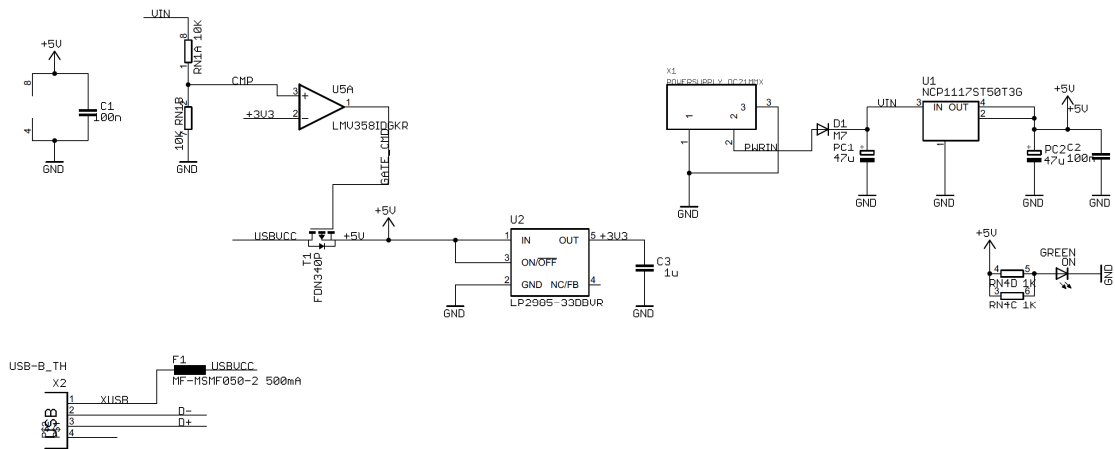 VIN
+5V
8
4
C1
100n
GND
8
RN1A 10K
1
CMP
2
10K RN1B
7
GND
3
+
2
−
+3V3
1
U5A
LMV358IDGKR
GATE_CMD
USBVCC
T1
FDN340P
+5V
+5V
U2
1 IN
OUT 5
+3V3
3 ON/OFF
2 GND
NC/FB 4
LP2985-33DBVR
GND
C3
1u
GND
X1
POWERSUPPLY_DC21MMX
1
2
3
3
1
2
PWRIN
GND
D1
M7
PC1
47u
GND
VIN
U1
NCP1117ST50T3G
3
IN OUT
4
2
1
GND
+5V
+5V
PC2
47u
C2
100n
GND
GND
+5V
4
5
RN4D 1K
3
6
RN4C 1K
GREEN
ON
GND
USB-B_TH
X2
USB
1
2
3
4
XUSB
D-
D+
F1
USBVCC
MF-MSMF050-2 500mA